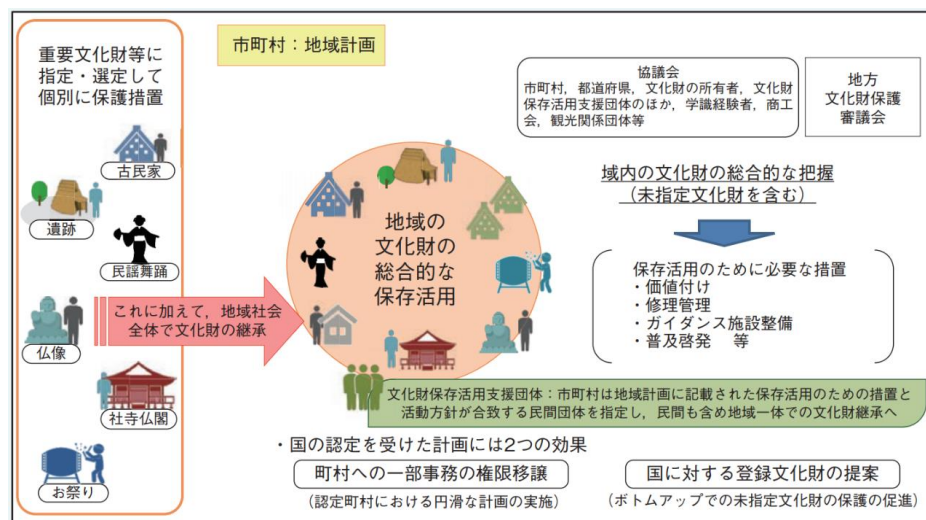 重要文化財等に
指定・選定して
個別に保護措置
古民家
遺跡
民謡舞踊
仏像
社寺仏閣
お祭り
市町村：地域計画
これに加えて，地域社会
全体で文化財の継承
地域の
文化財の
総合的な
保存活用
協議会
市町村，都道府県，文化財の所有者，文化財
保存活用支援団体のほか，学識経験者，商工
会，観光関係団体等
地方
文化財保護
審議会
域内の文化財の総合的な把握
（未指定文化財を含む）
保存活用のために必要な措置
・価値付け
・修理管理
・ガイダンス施設整備
・普及啓発　等
文化財保存活用支援団体：市町村は地域計画に記載された保存活用のための措置と
活動方針が合致する民間団体を指定し，民間も含め地域一体での文化財継承へ
・国の認定を受けた計画には2つの効果
町村への一部事務の権限移譲
（認定町村における円滑な計画の実施）
国に対する登録文化財の提案
（ボトムアップでの未指定文化財の保護の促進）